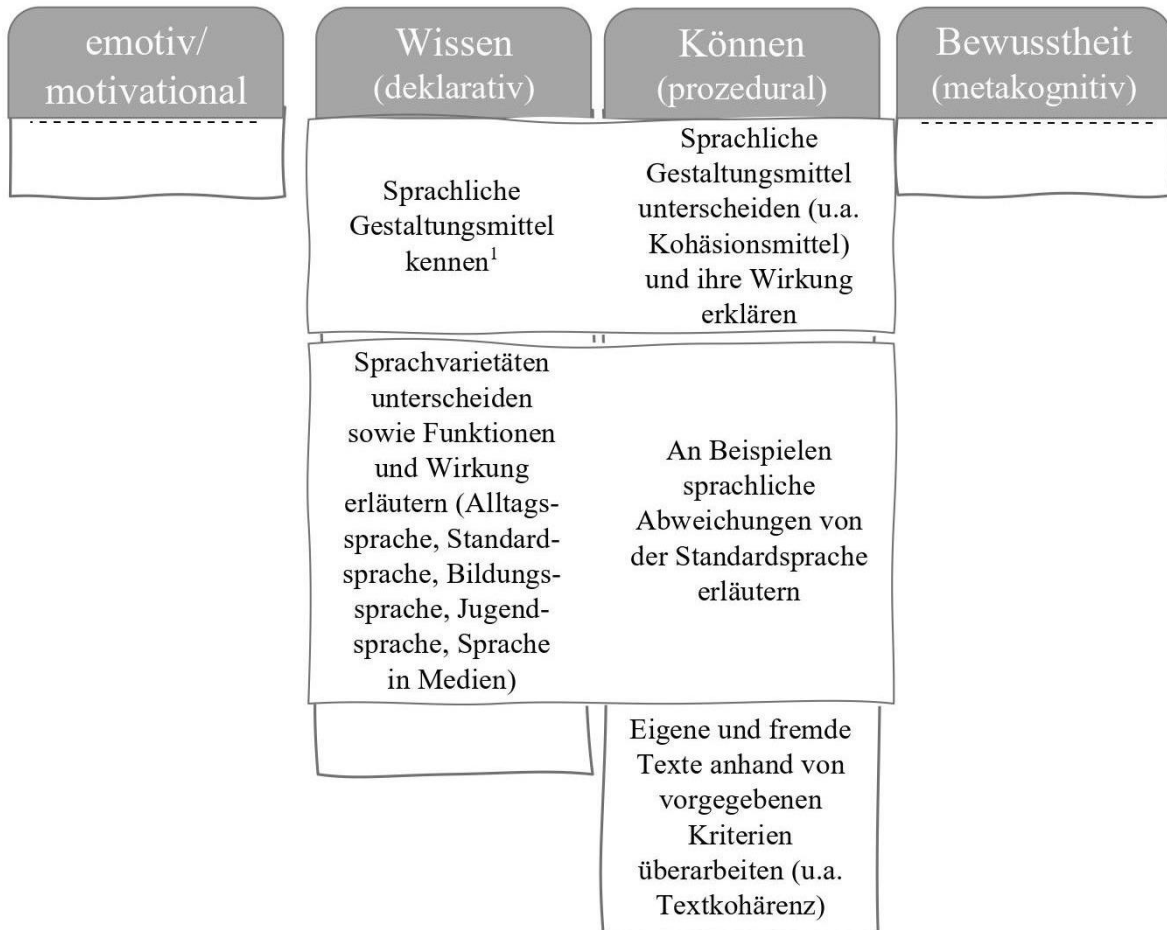 emotiv/
motivational
Wissen
(deklarativ)
Können
(prozedural)
Bewusstheit
(metakognitiv)
Sprachliche
Gestaltungsmittel
kennen¹
Sprachliche
Gestaltungsmittel
unterscheiden (u.a.
Kohäsionsmittel)
und ihre Wirkung
erklären
Sprachvarietäten
unterscheiden
sowie Funktionen
und Wirkung
erläutern (Alltags-
sprache, Standard-
sprache, Bildungs-
sprache, Jugend-
sprache, Sprache
in Medien)
An Beispielen
sprachliche
Abweichungen von
der Standardsprache
erläutern
Eigene und fremde
Texte anhand von
vorgegebenen
Kriterien
überarbeiten (u.a.
Textkohärenz)